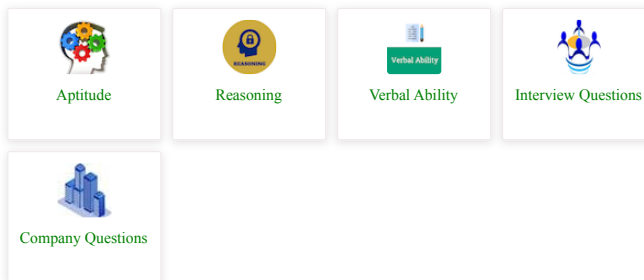 Aptitude
REASONING
Reasoning
Verbal Ability
Verbal Ability
Interview Questions
Company Questions